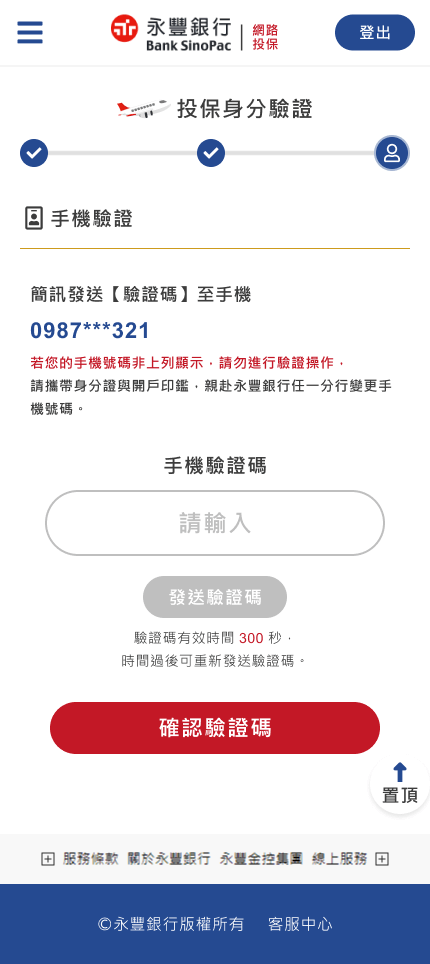 永豐銀行
Bank SinoPac
網路
投保
登出
投保身分驗證
手機驗證
簡訊發送【驗證碼】至手機
0987***321
若您的手機號碼非上列顯示，請勿進行驗證操作，
請攜帶身分證與開戶印鑑，親赴永豐銀行任一分行變更手
機號碼。
手機驗證碼
請輸入
發送驗證碼
驗證碼有效時間 300 秒，
時間過後可重新發送驗證碼。
確認驗證碼
置頂
服務條款 關於永豐銀行 永豐金控集團 線上服務
©永豐銀行版權所有 客服中心